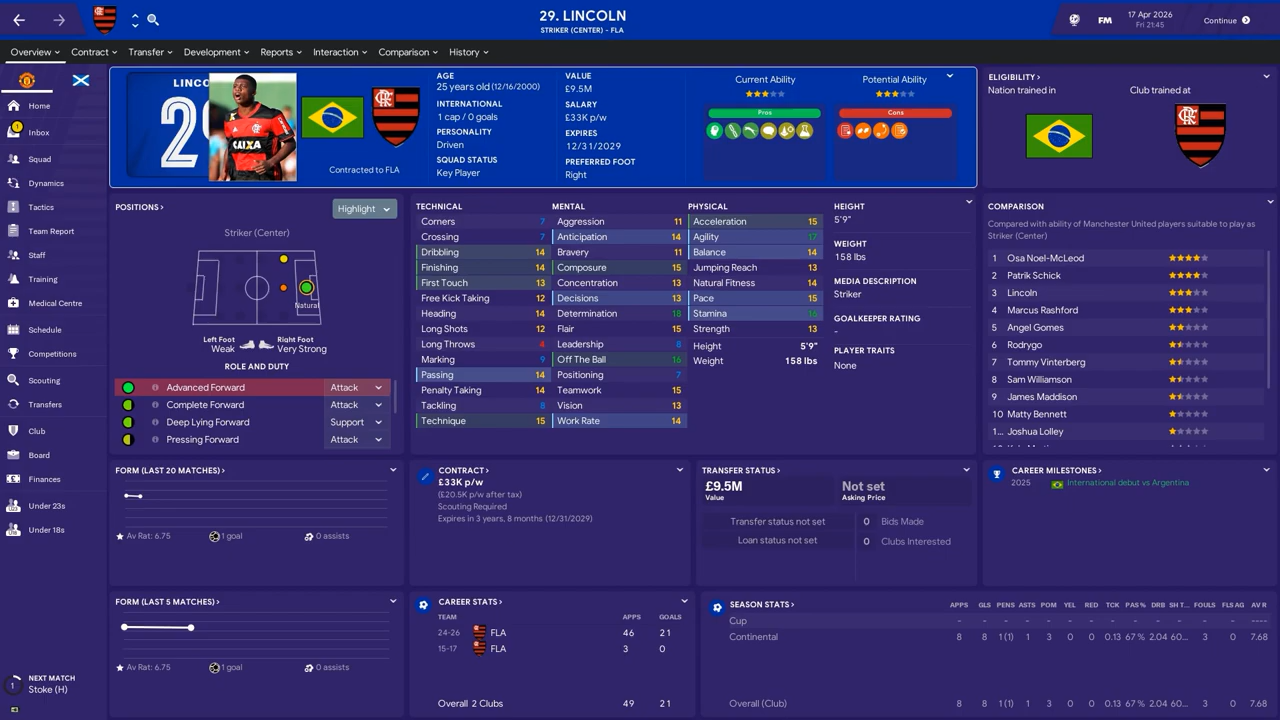 29. LINCOLN
STRIKER (CENTER) - FLA
FM
17 Apr 2026
Fri 21:45
Continue
Overview
Contract
Transfer
Development
Reports
Interaction
Comparison
History
Home
Inbox
Squad
Dynamics
Tactics
Team Report
Staff
Training
Medical Centre
Schedule
Competitions
Scouting
Transfers
Club
Board
Finances
Under 23s
Under 18s
NEXT MATCH
Stoke (H)
LINCO
2
CAIXA
Contracted to FLA
AGE
25 years old (12/16/2000)
INTERNATIONAL
1 cap / 0 goals
PERSONALITY
Driven
SQUAD STATUS
Key Player
VALUE
£9.5M
SALARY
£33K p/w
EXPIRES
12/31/2029
PREFERRED FOOT
Right
Current Ability
Pros
Potential Ability
Cons
ELIGIBILITY >
Nation trained in
Club trained at
POSITIONS >
Highlight
Striker (Center)
Natural
Left Foot
Weak
Right Foot
Very Strong
ROLE AND DUTY
Advanced Forward Attack
Complete Forward Attack
Deep Lying Forward Support
Pressing Forward Attack
TECHNICAL
Corners 7
Crossing 7
Dribbling 14
Finishing 14
First Touch 13
Free Kick Taking 12
Heading 14
Long Shots 12
Long Throws 4
Marking 9
Passing 14
Penalty Taking 14
Tackling 8
Technique 15
MENTAL
Aggression 11
Anticipation 14
Bravery 11
Composure 15
Concentration 13
Decisions 13
Determination 18
Flair 15
Leadership 8
Off The Ball 16
Positioning 7
Teamwork 15
Vision 13
Work Rate 14
PHYSICAL
Acceleration 15
Agility 17
Balance 14
Jumping Reach 13
Natural Fitness 14
Pace 15
Stamina 16
Strength 13
Height 5'9"
Weight 158 lbs
HEIGHT
5'9"
WEIGHT
158 lbs
MEDIA DESCRIPTION
Striker
GOALKEEPER RATING
-
PLAYER TRAITS
None
COMPARISON
Compared with ability of Manchester United players suitable to play as
Striker (Center)
1 Osa Noel-McLeod
2 Patrik Schick
3 Lincoln
4 Marcus Rashford
5 Angel Gomes
6 Rodrygo
7 Tommy Vinterberg
8 Sam Williamson
9 James Maddison
10 Matty Bennett
1... Joshua Lolley
FORM (LAST 20 MATCHES) >
Av Rat: 6.75
1 goal
0 assists
CONTRACT >
£33K p/w
(£20.5K p/w after tax)
Scouting Required
Expires in 3 years, 8 months (12/31/2029)
TRANSFER STATUS >
£9.5M
Value
Not set
Asking Price
Transfer status not set
0 Bids Made
Loan status not set
0 Clubs Interested
CAREER MILESTONES >
2025 International debut vs Argentina
FORM (LAST 5 MATCHES) >
Av Rat: 6.75
1 goal
0 assists
CAREER STATS >
TEAM APPS GOALS
24-26 FLA 46 21
15-17 FLA 3 0
Overall 2 Clubs 49 21
SEASON STATS >
APPS GLS PENS ASTS POM YEL RED TCK PAS % DRB SH T... FOULS FLS AG AV R
Cup - - - - - - - - - - - - - ----
Continental 8 8 1 (1) 1 3 0 0 0.13 67 % 2.04 60... 3 0 7.68
Overall (Club) 8 8 1 (1) 1 3 0 0 0.13 67 % 2.04 60... 3 0 7.68